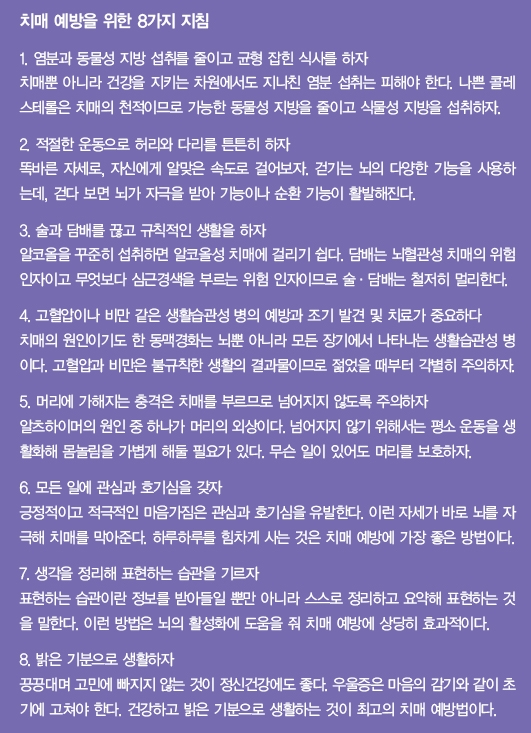 치매 예방을 위한 8가지 지침
1. 염분과 동물성 지방 섭취를 줄이고 균형 잡힌 식사를 하자
치매뿐 아니라 건강을 지키는 차원에서도 지나친 염분 섭취는 피해야 한다. 나쁜 콜레
스테롤은 치매의 천적이므로 가능한 동물성 지방을 줄이고 식물성 지방을 섭취하자.
2. 적절한 운동으로 허리와 다리를 튼튼히 하자
똑바른 자세로, 자신에게 알맞은 속도로 걸어보자. 걷기는 뇌의 다양한 기능을 사용하
는데, 걷다 보면 뇌가 자극을 받아 기능이나 순환 기능이 활발해진다.
3. 술과 담배를 끊고 규칙적인 생활을 하자
알코올을 꾸준히 섭취하면 알코올성 치매에 걸리기 쉽다. 담배는 뇌혈관성 치매의 위험
인자이고 무엇보다 심근경색을 부르는 위험 인자이므로 술·담배는 철저히 멀리한다.
4. 고혈압이나 비만 같은 생활습관성 병의 예방과 조기 발견 및 치료가 중요하다
치매의 원인이기도 한 동맥경화는 뇌뿐 아니라 모든 장기에서 나타나는 생활습관성 병
이다. 고혈압과 비만은 불규칙한 생활의 결과물이므로 젊었을 때부터 각별히 주의하자.
5. 머리에 가해지는 충격은 치매를 부르므로 넘어지지 않도록 주의하자
알츠하이머의 원인 중 하나가 머리의 외상이다. 넘어지지 않기 위해서는 평소 운동을 생
활화해 몸놀림을 가볍게 해둘 필요가 있다. 무슨 일이 있어도 머리를 보호하자.
6. 모든 일에 관심과 호기심을 갖자
긍정적이고 적극적인 마음가짐은 관심과 호기심을 유발한다. 이런 자세가 바로 뇌를 자
극해 치매를 막아준다. 하루하루를 힘차게 사는 것은 치매 예방에 가장 좋은 방법이다.
7. 생각을 정리해 표현하는 습관을 기르자
표현하는 습관이란 정보를 받아들일 뿐만 아니라 스스로 정리하고 요약해 표현하는 것
을 말한다. 이런 방법은 뇌의 활성화에 도움을 줘 치매 예방에 상당히 효과적이다.
8. 밝은 기분으로 생활하자
끙끙대며 고민에 빠지지 않는 것이 정신건강에도 좋다. 우울증은 마음의 감기와 같이 초
기에 고쳐야 한다. 건강하고 밝은 기분으로 생활하는 것이 최고의 치매 예방법이다.